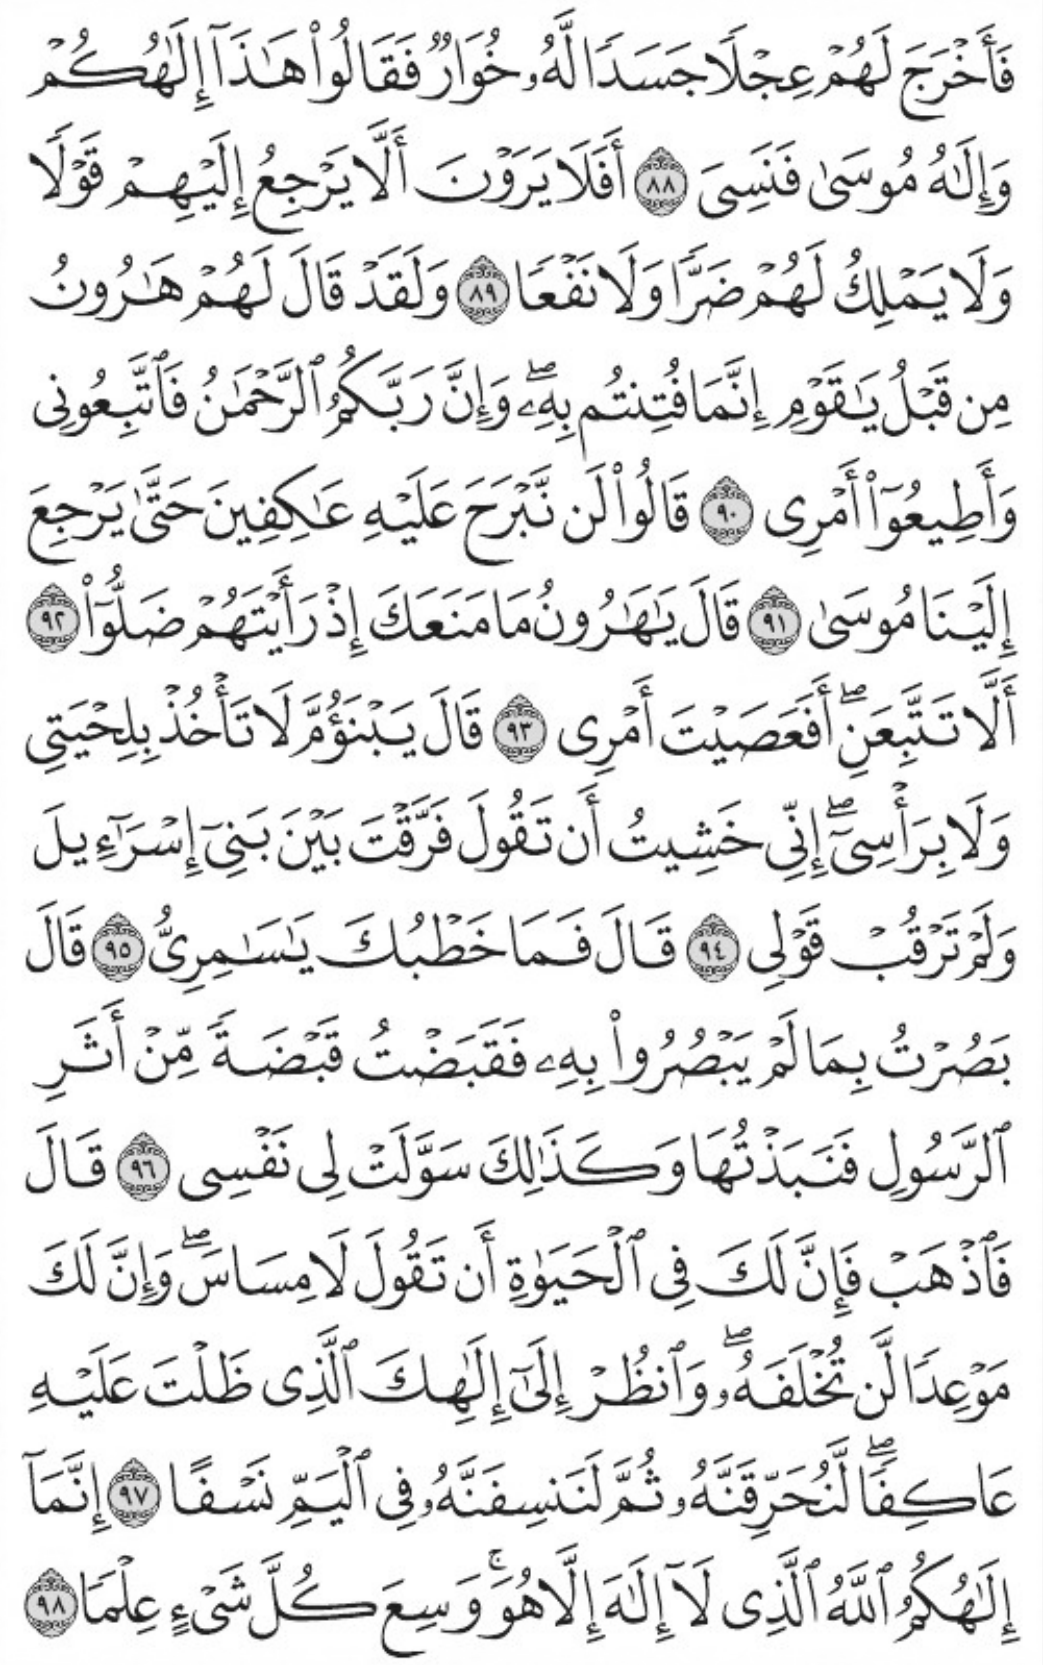 فَأَخْرَجَ لَهُمْ عِجْلًا جَسَدًا لَّهُۥ خُوَارٌ فَقَالُوا۟ هَٰذَآ إِلَٰهُكُمْ
وَإِلَٰهُ مُوسَىٰ فَنَسِىَ ٨٨ أَفَلَا يَرَوْنَ أَلَّا يَرْجِعُ إِلَيْهِمْ قَوْلًا
وَلَا يَمْلِكُ لَهُمْ ضَرًّا وَلَا نَفْعًا ٨٩ وَلَقَدْ قَالَ لَهُمْ هَٰرُونُ
مِن قَبْلُ يَٰقَوْمِ إِنَّمَا فُتِنتُم بِهِۦۖ وَإِنَّ رَبَّكُمُ ٱلرَّحْمَٰنُ فَٱتَّبِعُونِى
وَأَطِيعُوٓا۟ أَمْرِى ٩٠ قَالُوا۟ لَن نَّبْرَحَ عَلَيْهِ عَٰكِفِينَ حَتَّىٰ يَرْجِعَ
إِلَيْنَا مُوسَىٰ ٩١ قَالَ يَٰهَٰرُونُ مَا مَنَعَكَ إِذْ رَأَيْتَهُمْ ضَلُّوٓا۟ ٩٢
أَلَّا تَتَّبِعَنِۖ أَفَعَصَيْتَ أَمْرِى ٩٣ قَالَ يَبْنَؤُمَّ لَا تَأْخُذْ بِلِحْيَتِى
وَلَا بِرَأْسِىٓۖ إِنِّى خَشِيتُ أَن تَقُولَ فَرَّقْتَ بَيْنَ بَنِىٓ إِسْرَٰٓءِيلَ
وَلَمْ تَرْقُبْ قَوْلِى ٩٤ قَالَ فَمَا خَطْبُكَ يَٰسَٰمِرِىُّ ٩٥ قَالَ
بَصُرْتُ بِمَا لَمْ يَبْصُرُوا۟ بِهِۦ فَقَبَضْتُ قَبْضَةً مِّنْ أَثَرِ
ٱلرَّسُولِ فَنَبَذْتُهَا وَكَذَٰلِكَ سَوَّلَتْ لِى نَفْسِى ٩٦ قَالَ
فَٱذْهَبْ فَإِنَّ لَكَ فِى ٱلْحَيَوٰةِ أَن تَقُولَ لَا مِسَاسَۖ وَإِنَّ لَكَ
مَوْعِدًا لَّن تُخْلَفَهُۥۖ وَٱنظُرْ إِلَىٰٓ إِلَٰهِكَ ٱلَّذِى ظَلْتَ عَلَيْهِ
عَاكِفًاۖ لَّنُحَرِّقَنَّهُۥ ثُمَّ لَنَنسِفَنَّهُۥ فِى ٱلْيَمِّ نَسْفًا ٩٧ إِنَّمَآ
إِلَٰهُكُمُ ٱللَّهُ ٱلَّذِى لَآ إِلَٰهَ إِلَّا هُوَۚ وَسِعَ كُلَّ شَىْءٍ عِلْمًا ٩٨